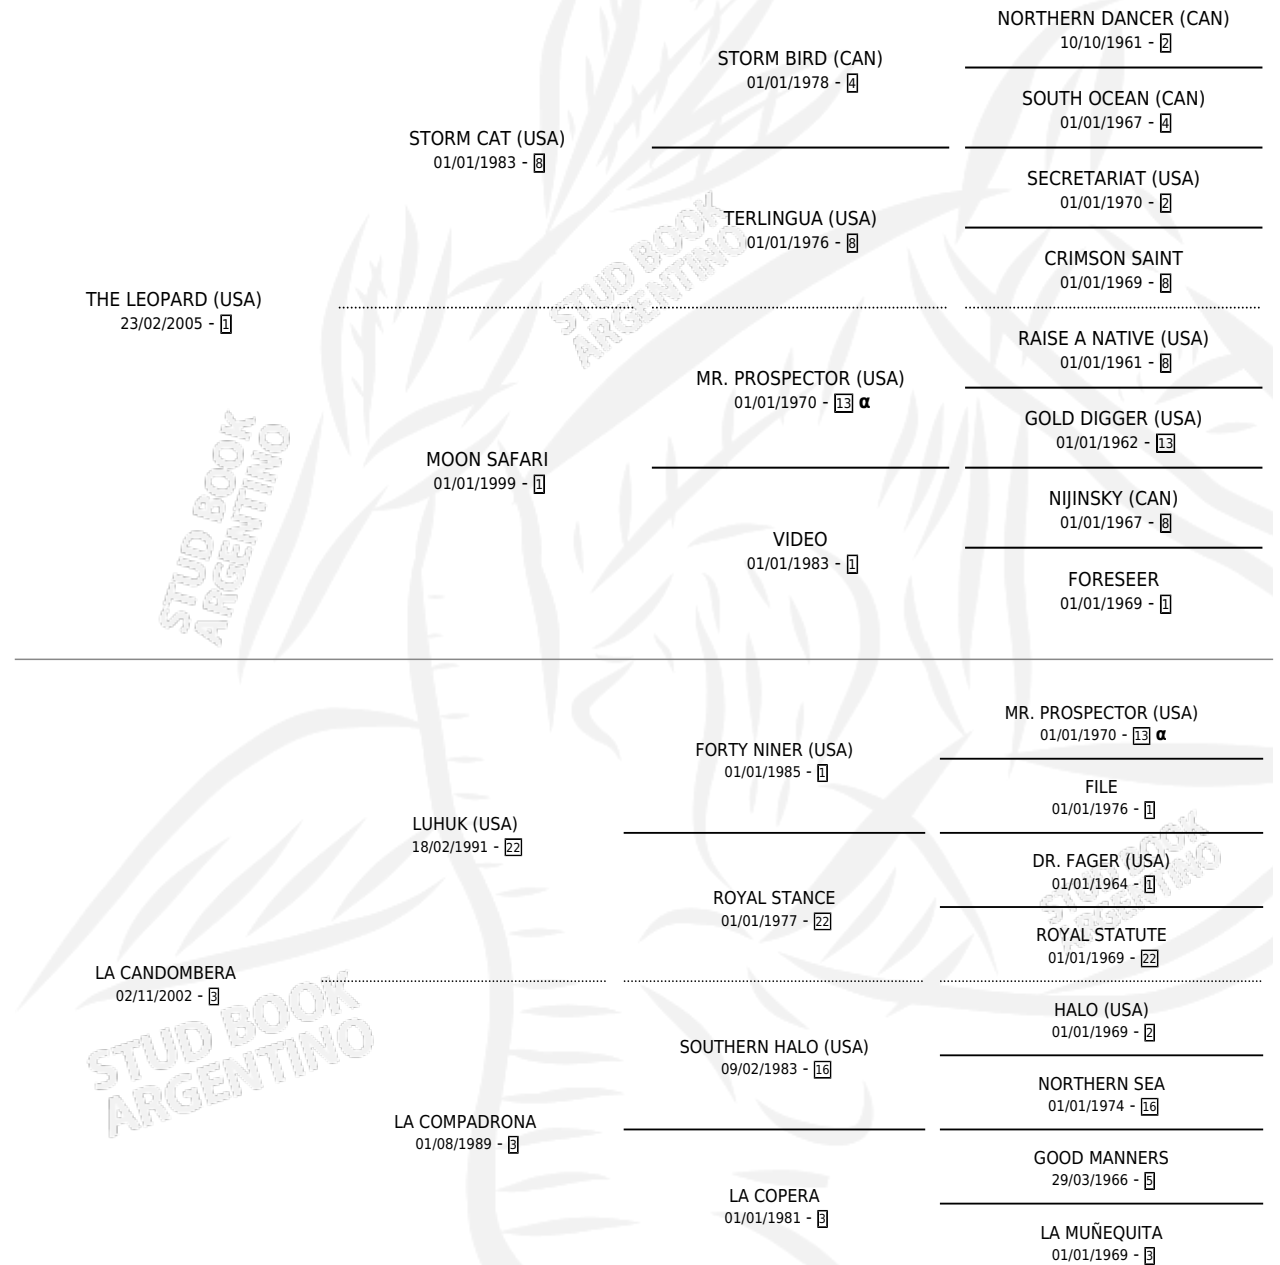 NORTHERN DANCER (CAN)
10/10/1961 - 2
STORM BIRD (CAN)
01/01/1978 - 4
SOUTH OCEAN (CAN)
01/01/1967 - 4
STORM CAT (USA)
01/01/1983 - 8
SECRETARIAT (USA)
01/01/1970 - 2
TERLINGUA (USA)
01/01/1976 - 8
CRIMSON SAINT
01/01/1969 - 8
THE LEOPARD (USA)
23/02/2005 - 1
RAISE A NATIVE (USA)
01/01/1961 - 8
MR. PROSPECTOR (USA)
01/01/1970 - 13 α
GOLD DIGGER (USA)
01/01/1962 - 13
MOON SAFARI
01/01/1999 - 1
NIJINSKY (CAN)
01/01/1967 - 8
VIDEO
01/01/1983 - 1
FORESEER
01/01/1969 - 1
MR. PROSPECTOR (USA)
01/01/1970 - 13 α
FORTY NINER (USA)
01/01/1985 - 1
FILE
01/01/1976 - 1
LUHUK (USA)
18/02/1991 - 22
DR. FAGER (USA)
01/01/1964 - 1
ROYAL STANCE
01/01/1977 - 22
ROYAL STATUTE
01/01/1969 - 22
LA CANDOMBERA
02/11/2002 - 3
HALO (USA)
01/01/1969 - 2
SOUTHERN HALO (USA)
09/02/1983 - 16
NORTHERN SEA
01/01/1974 - 16
LA COMPADRONA
01/08/1989 - 3
GOOD MANNERS
29/03/1966 - 5
LA COPERA
01/01/1981 - 3
LA MUÑEQUITA
01/01/1969 - 3
STUD BOOK
ARGENTINO
STUD BOOK
ARGENTINO
STUD BOOK
ARGENTINO
STUD BOOK
ARGENTINO